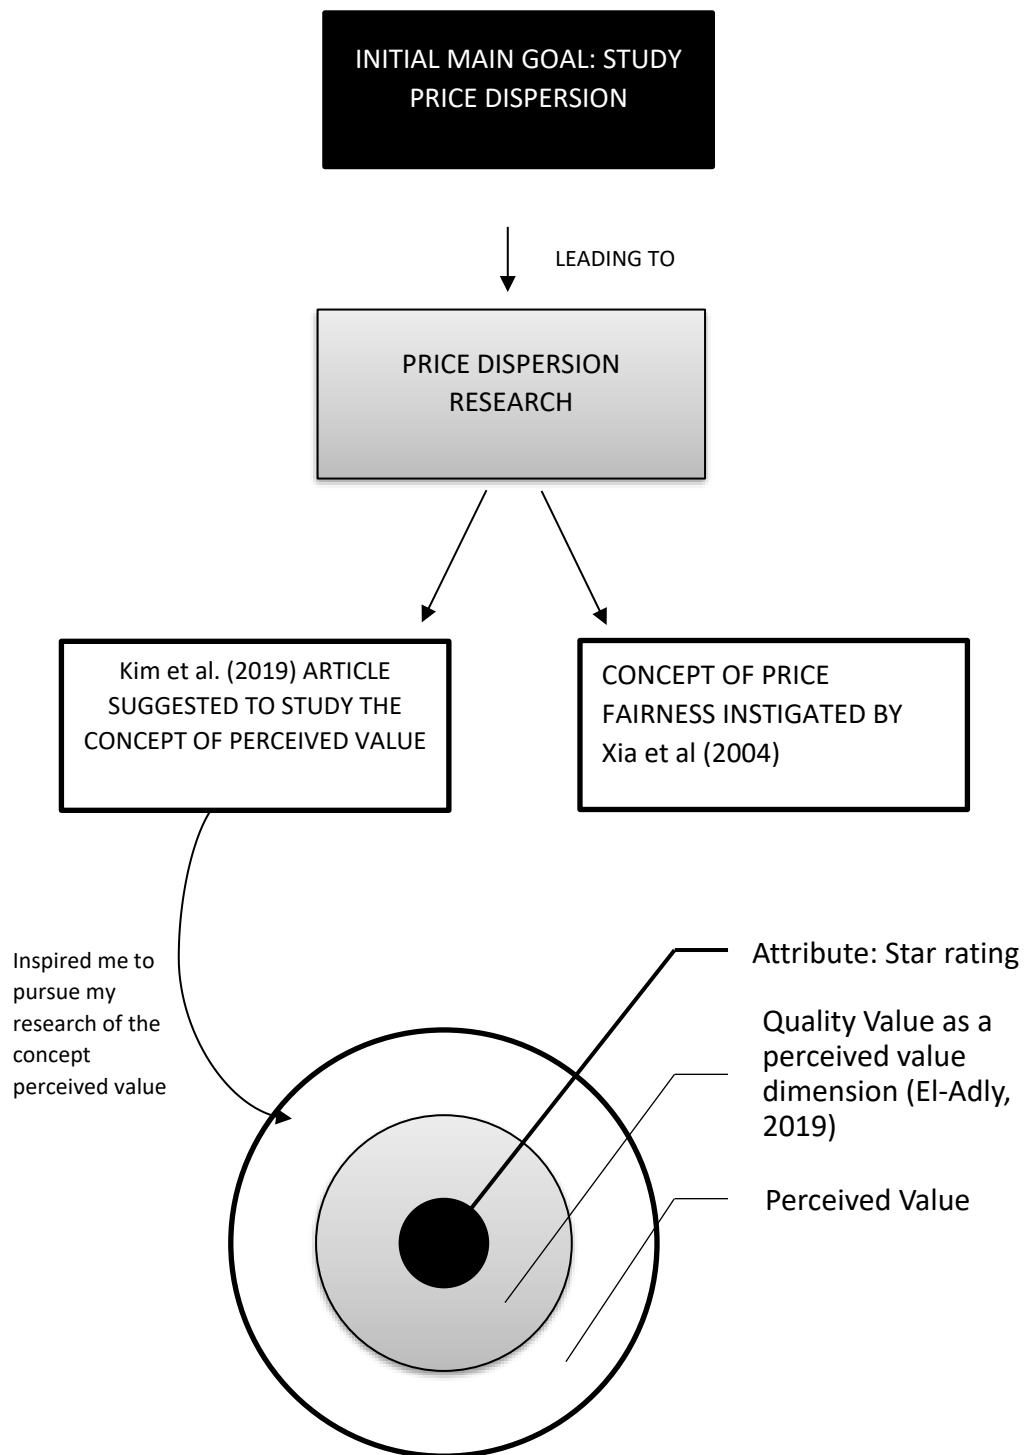 INITIAL MAIN GOAL: STUDY
PRICE DISPERSION
LEADING TO
PRICE DISPERSION
RESEARCH
Kim et al. (2019) ARTICLE
SUGGESTED TO STUDY THE
CONCEPT OF PERCEIVED VALUE
CONCEPT OF PRICE
FAIRNESS INSTIGATED BY
Xia et al (2004)
Inspired me to
pursue my
research of the
concept
perceived value
Attribute: Star rating
Quality Value as a
perceived value
dimension (El-Adly,
2019)
Perceived Value